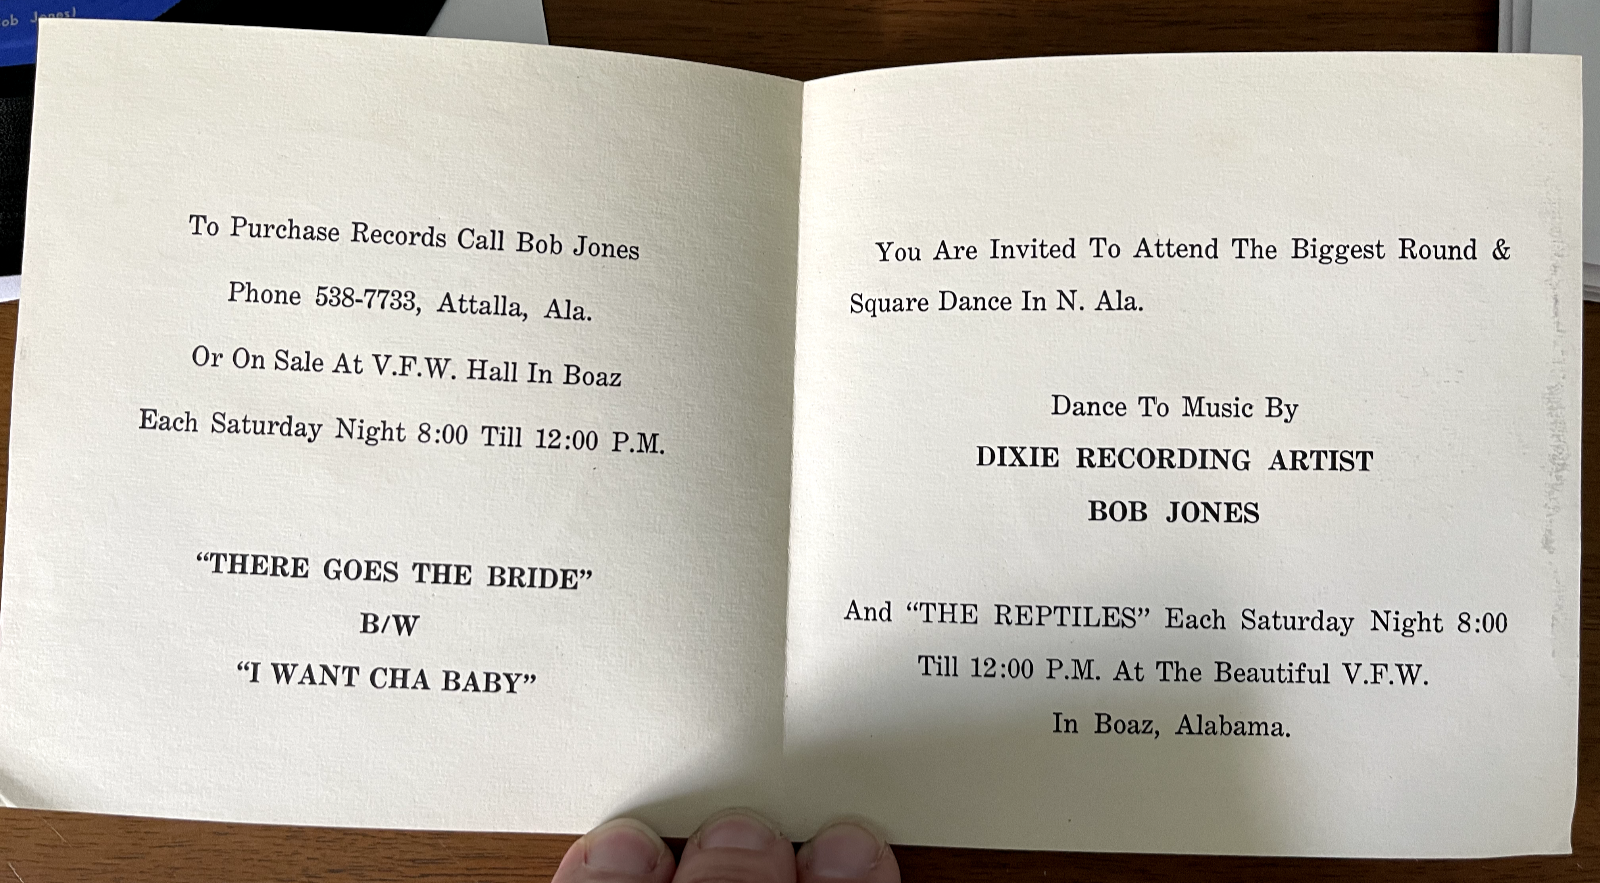 ob Jones)
To Purchase Records Call Bob Jones
Phone 538-7733, Attalla, Ala.
Or On Sale At V.F.W. Hall In Boaz
Each Saturday Night 8:00 Till 12:00 P.M.
“THERE GOES THE BRIDE”
B/W
“I WANT CHA BABY”
You Are Invited To Attend The Biggest Round &
Square Dance In N. Ala.
Dance To Music By
DIXIE RECORDING ARTIST
BOB JONES
And “THE REPTILES” Each Saturday Night 8:00
Till 12:00 P.M. At The Beautiful V.F.W.
In Boaz, Alabama.